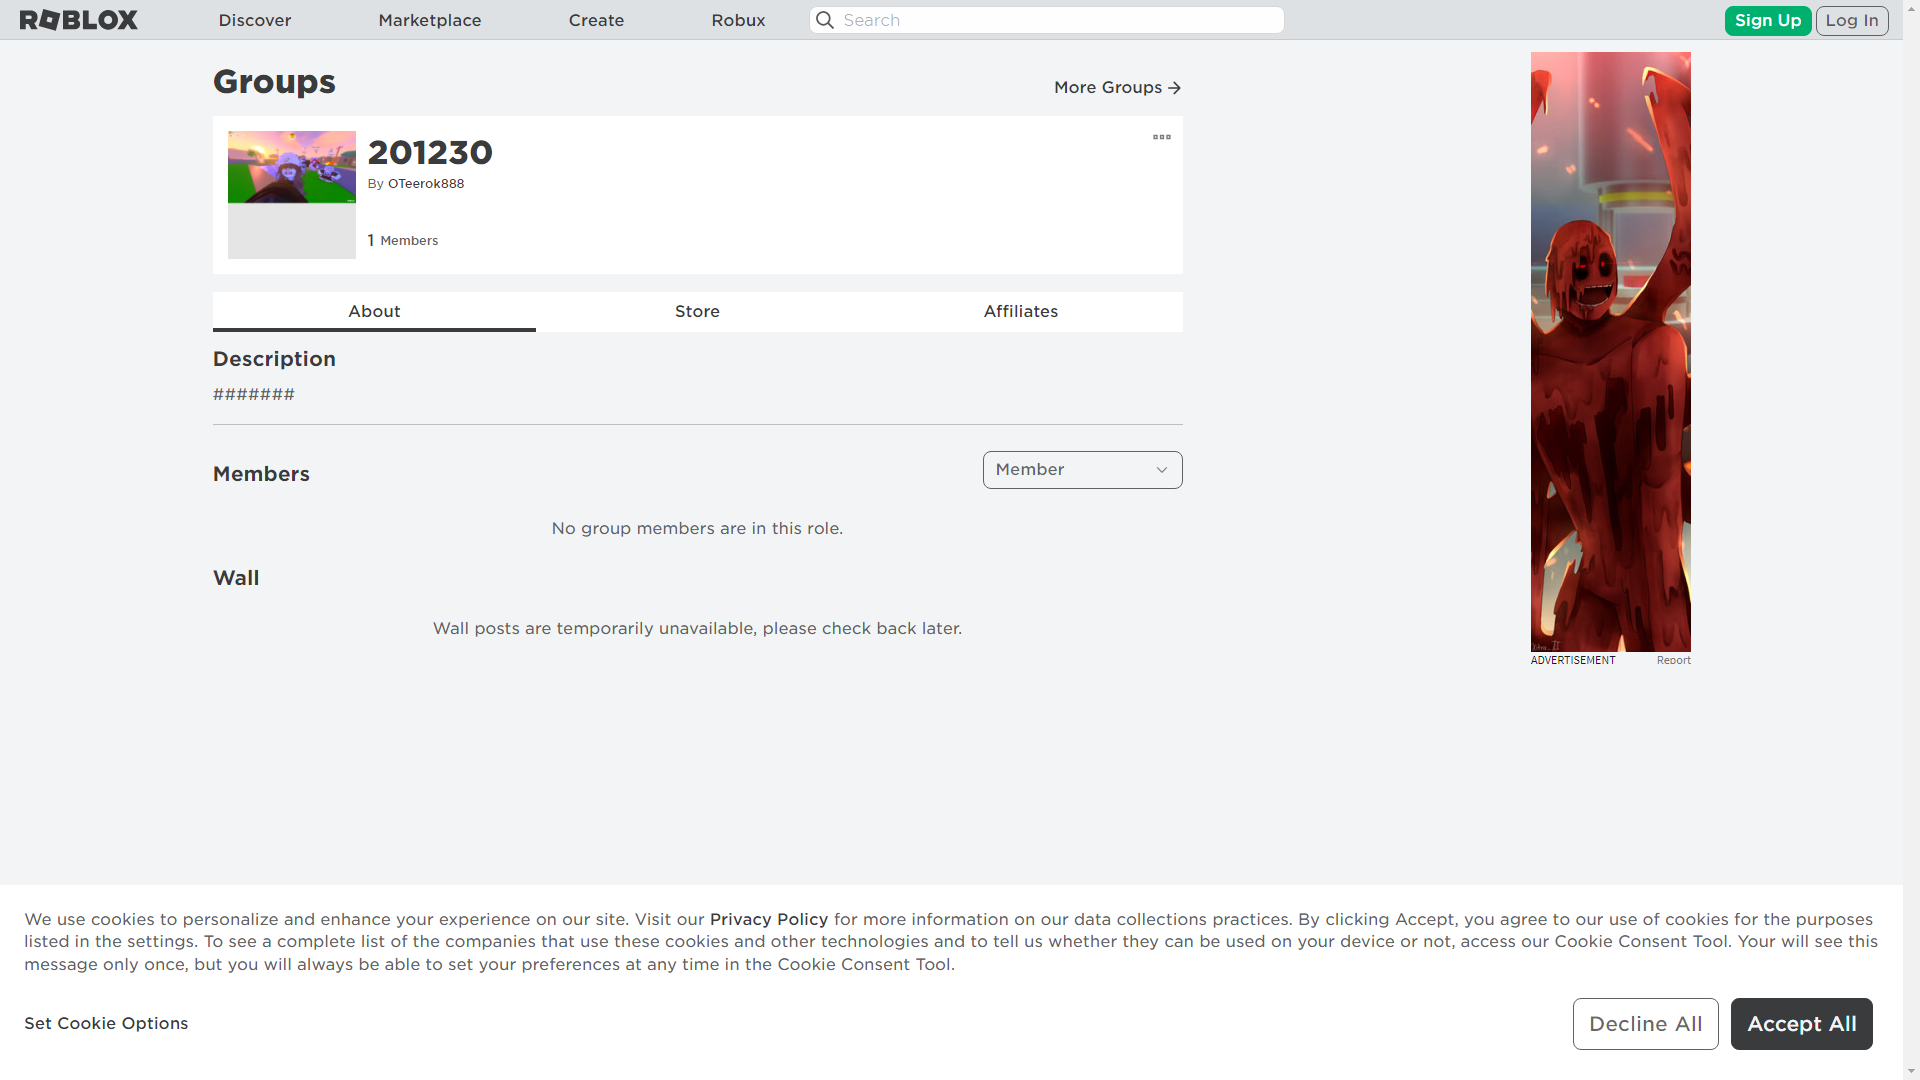 ROBLOX
Discover
Marketplace
Create
Robux
Search
Sign Up
Log In
Groups
More Groups
201230
By OTeerok888
1 Members
About
Store
Affiliates
Description
#######
Members
Member
No group members are in this role.
Wall
Wall posts are temporarily unavailable, please check back later.
ADVERTISEMENT
Report
We use cookies to personalize and enhance your experience on our site. Visit our Privacy Policy for more information on our data collections practices. By clicking Accept, you agree to our use of cookies for the purposes
listed in the settings. To see a complete list of the companies that use these cookies and other technologies and to tell us whether they can be used on your device or not, access our Cookie Consent Tool. Your will see this
message only once, but you will always be able to set your preferences at any time in the Cookie Consent Tool.
Set Cookie Options
Decline All
Accept All